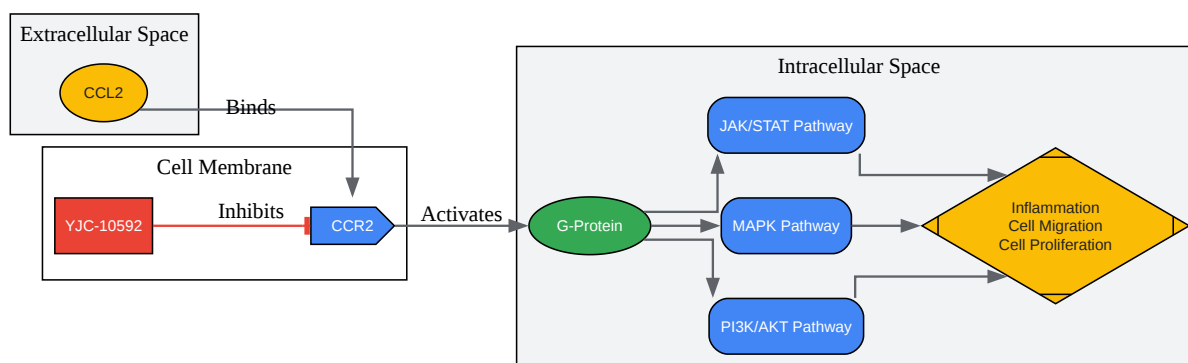 Extracellular Space
CCL2
Binds
Cell Membrane
YJC-10592
Inhibits
CCR2
Activates
Intracellular Space
G-Protein
JAK/STAT Pathway
MAPK Pathway
PI3K/AKT Pathway
Inflammation
Cell Migration
Cell Proliferation